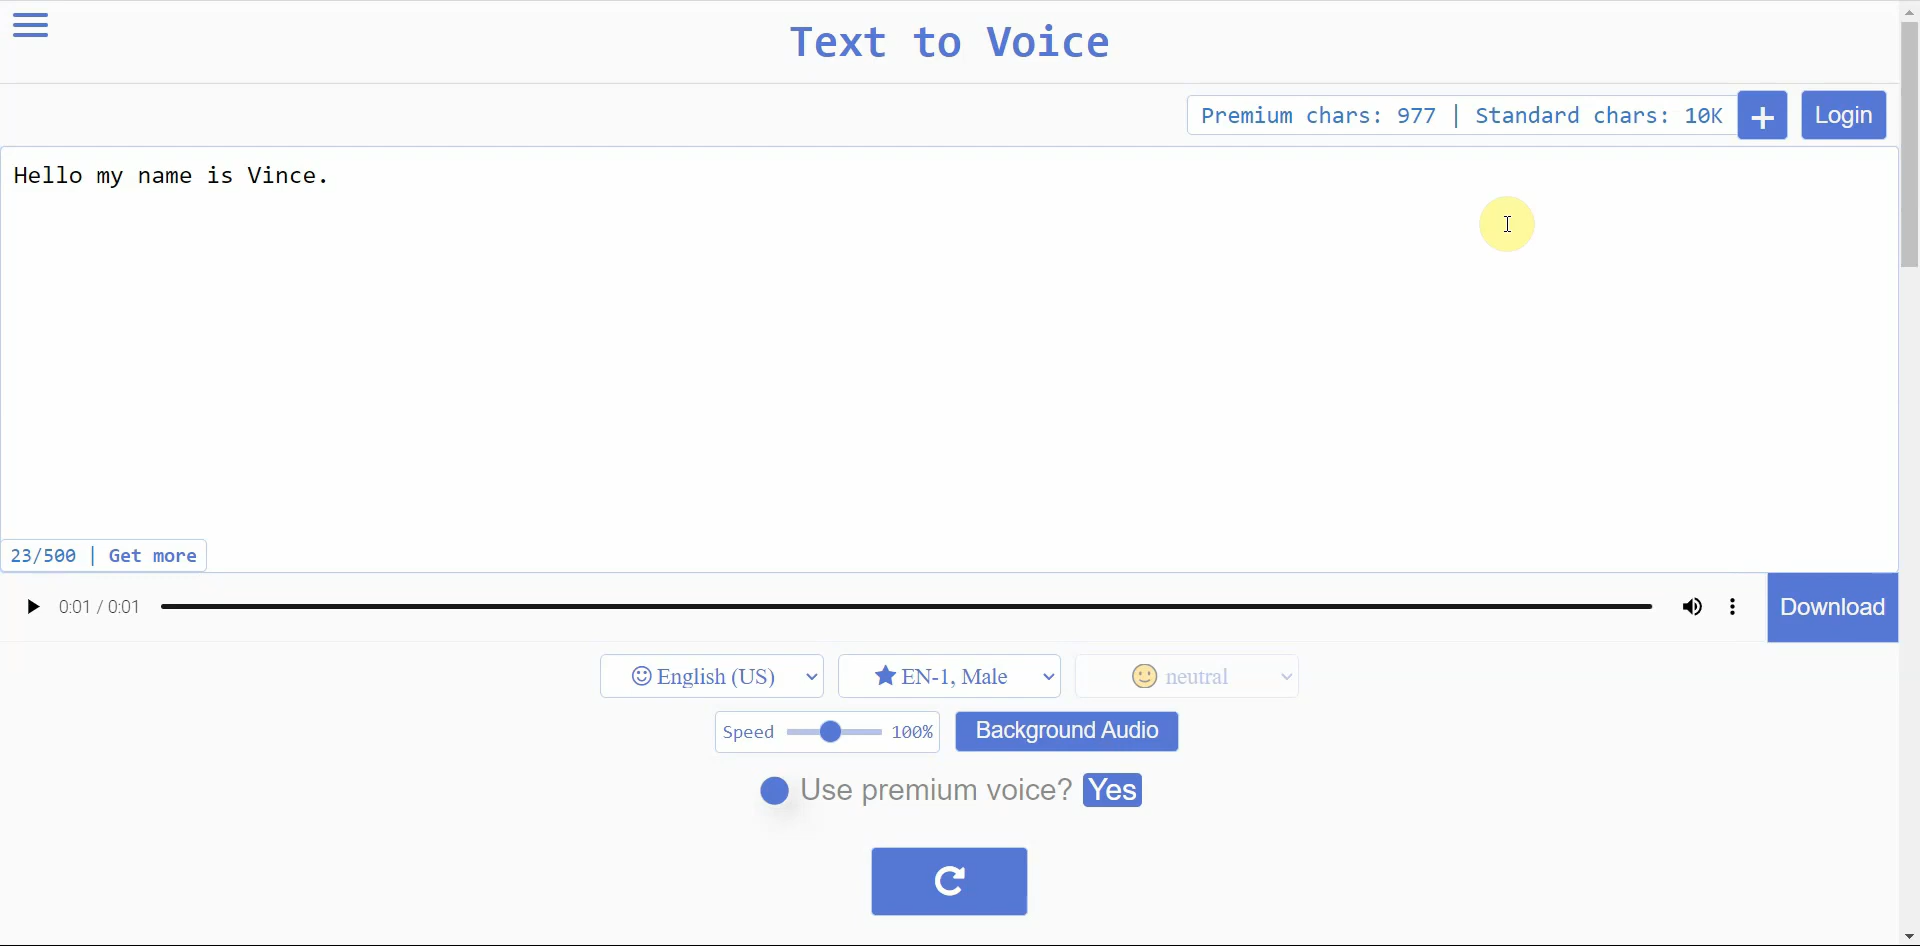 Text to Voice
Premium chars: 977 | Standard chars: 10K + Login
Hello my name is Vince.
23/500 | Get more
0:01 / 0:01 Download
English (US) EN-1, Male neutral
Speed 100% Background Audio
Use premium voice? Yes